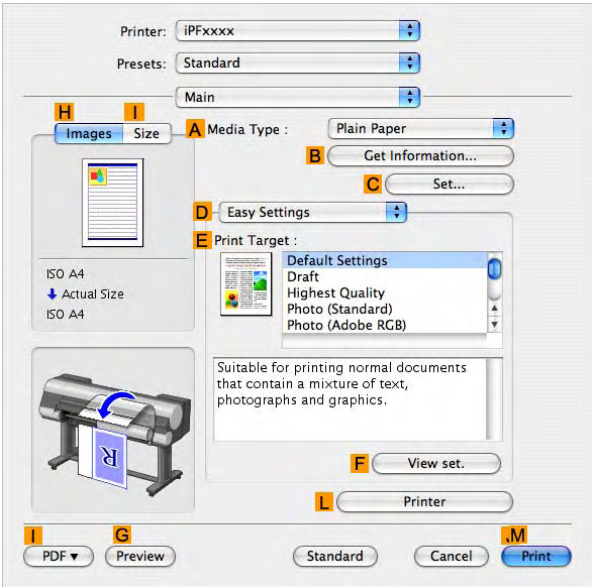 Printer: iPFxxxx
Presets: Standard
Main
H I
Images Size
A Media Type : Plain Paper
B Get Information...
C Set...
D Easy Settings
E Print Target :
Default Settings
Draft
Highest Quality
Photo (Standard)
Photo (Adobe RGB)
ISO A4
Actual Size
ISO A4
Suitable for printing normal documents
that contain a mixture of text,
photographs and graphics.
R
F View set.
L Printer
I G .M
PDF Preview Standard Cancel Print